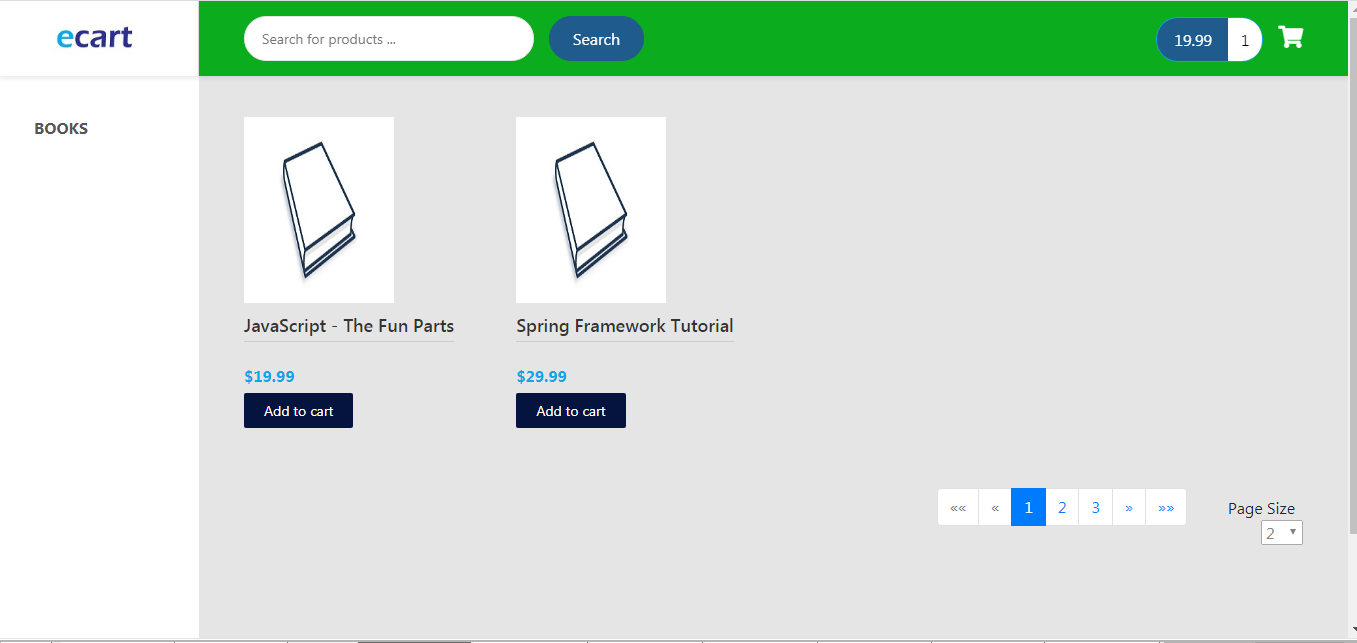 ecart
Search for products ...
Search
19.99 1
BOOKS
JavaScript - The Fun Parts
$19.99
Add to cart
Spring Framework Tutorial
$29.99
Add to cart
«« « 1 2 3 » »»
Page Size
2